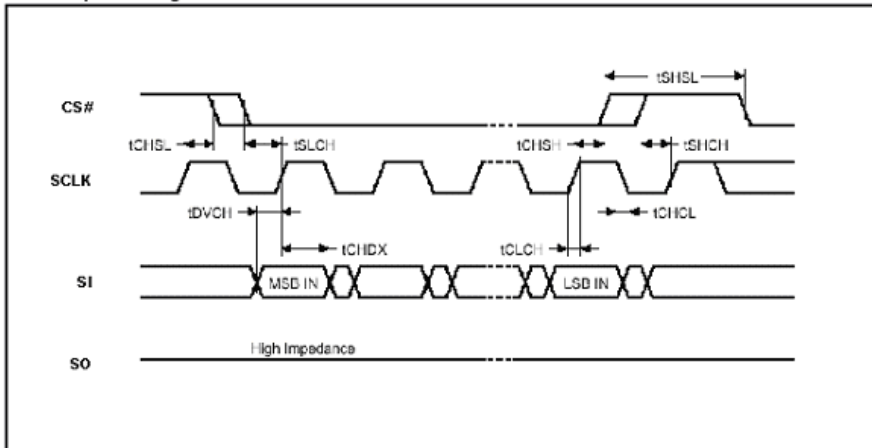 tSHSL
CS#
tCHSL
tSLCH
tCHSH
tSHCH
SCLK
tDVCH
tCHCL
tCHDX
tCLCH
SI
MSB IN
LSB IN
High Impedance
SO